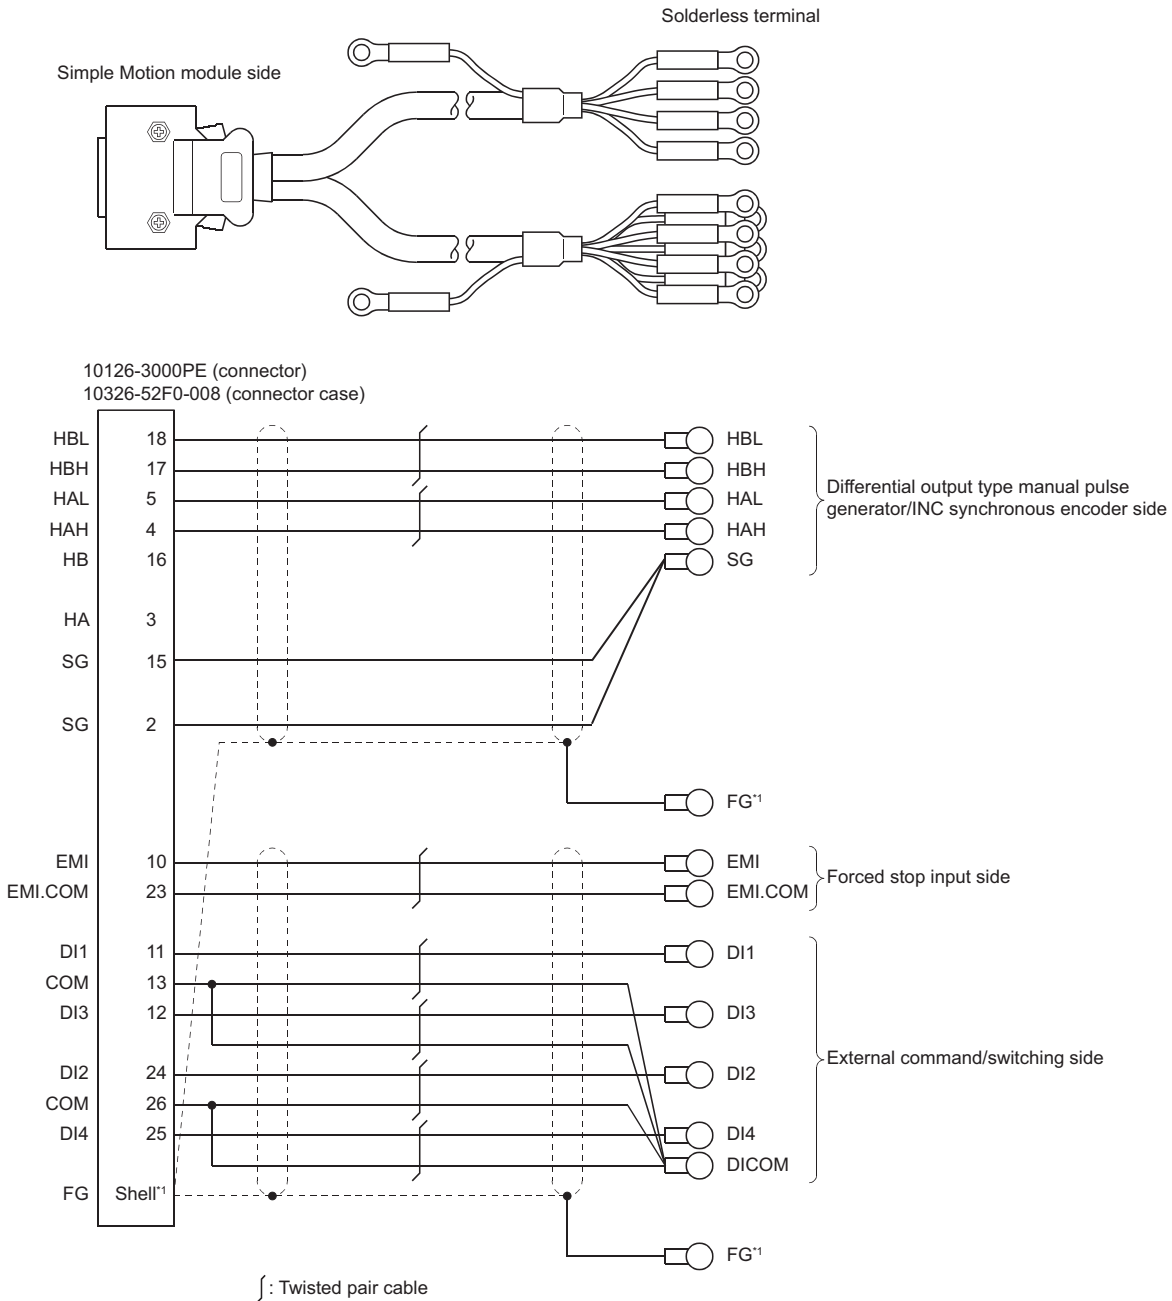 Solderless terminal
Simple Motion module side
10126-3000PE (connector)
10326-52F0-008 (connector case)
HBL 18 HBL
HBH 17 HBH
HAL 5 HAL
HAH 4 HAH
Differential output type manual pulse
generator/INC synchronous encoder side
HB 16 SG
HA 3
SG 15
SG 2
FG*1
EMI 10 EMI
EMI.COM 23 EMI.COM
Forced stop input side
DI1 11 DI1
COM 13
DI3 12 DI3
DI2 24 DI2
COM 26
DI4 25 DI4
DICOM
External command/switching side
FG Shell*1
FG*1
: Twisted pair cable